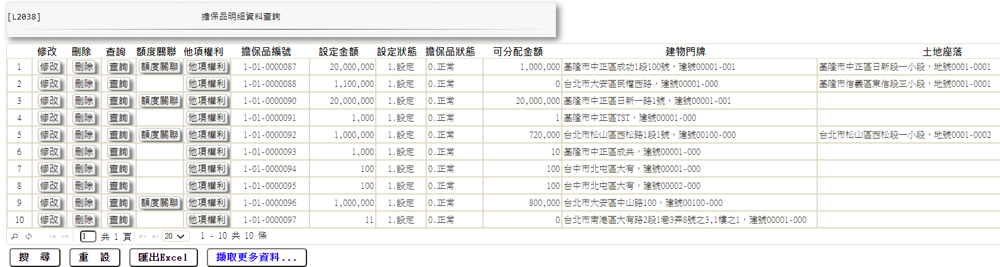 [L2038] 擔保品明細資料查詢
修改 刪除 查詢 額度關聯 他項權利 擔保品編號 設定金額 設定狀態 擔保品狀態 可分配金額 建物門牌 土地座落
1 修改 刪除 查詢 額度關聯 他項權利 1-01-0000087 20,000,000 1.設定 0.正常 1,000,000 基隆市中正區成功1段100號，建號00001-001 基隆市中正區日新段一小段，地號0001-0001
2 修改 刪除 查詢 他項權利 1-01-0000088 1,100,000 1.設定 0.正常 0 台北市大安區民權西路，建號00001-000 基隆市信義區東信段三小段，地號0001-0001
3 修改 刪除 查詢 額度關聯 他項權利 1-01-0000090 20,000,000 1.設定 0.正常 20,000,000 基隆市中正區日新一路1號，建號00001-001
4 修改 刪除 查詢 他項權利 1-01-0000091 1,000 1.設定 0.正常 1 基隆市中正區TST，建號00001-000
5 修改 刪除 查詢 額度關聯 他項權利 1-01-0000092 1,000,000 1.設定 0.正常 720,000 台北市松山區西松路1段1號，建號00100-000 台北市松山區西松段一小段，地號0001-0002
6 修改 刪除 查詢 他項權利 1-01-0000093 1,000 1.設定 0.正常 10 基隆市中正區成共，建號00001-000
7 修改 刪除 查詢 他項權利 1-01-0000094 100 1.設定 0.正常 100 台中市北屯區大有，建號00001-000
8 修改 刪除 查詢 他項權利 1-01-0000095 100 1.設定 0.正常 100 台中市北屯區大有，建號00002-000
9 修改 刪除 查詢 額度關聯 他項權利 1-01-0000096 1,000,000 1.設定 0.正常 800,000 台北市大安區中山路100，建號00100-000
10 修改 刪除 查詢 他項權利 1-01-0000097 11 1.設定 0.正常 0 台北市南港區大有路2段1巷3弄8號之3,1樓之1，建號00001-000
1 共 1 頁 20 1 - 10 共 10 條
搜 尋 重 設 匯出Excel 擷取更多資料...